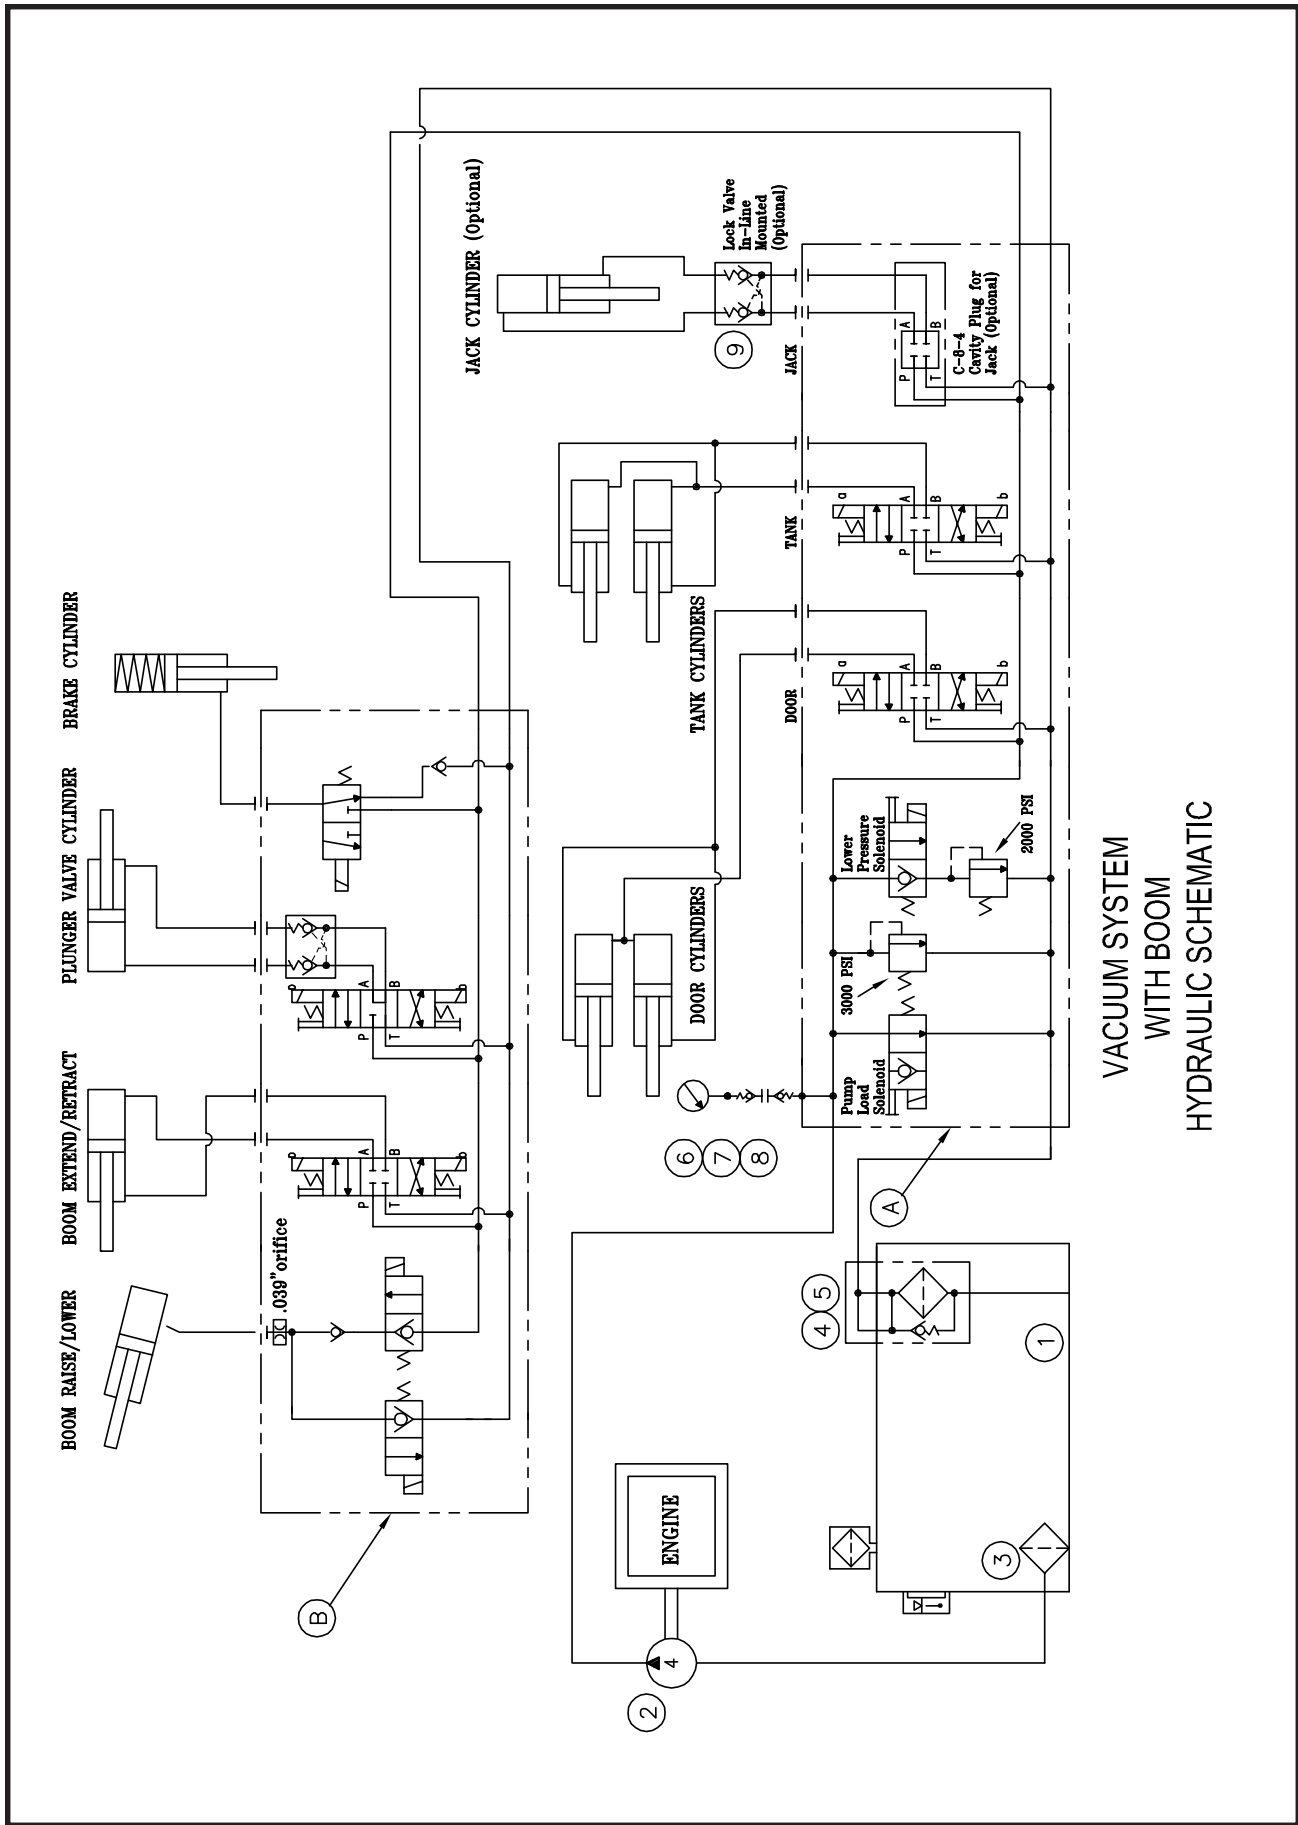 BOOM RAISE/LOWER
BOOM EXTEND/RETRACT
PLUNGER VALVE CYLINDER
BRAKE CYLINDER
.039"orifice
P
T
A
B
P
T
A
B
B
JACK CYLINDER (Optional)
Lock Valve
In-Line
Mounted
(Optional)
9
TANK CYLINDERS
DOOR CYLINDERS
6
7
8
DOOR
TANK
JACK
a
b
P
T
A
B
a
b
P
T
A
B
P
T
A
B
C-8-4
Cavity Plug for
Jack (Optional)
Pump
Load
Solenoid
3000 PSI
Lower
Pressure
Solenoid
2000 PSI
A
ENGINE
4
2
4
5
1
3
VACUUM SYSTEM
WITH BOOM
HYDRAULIC SCHEMATIC